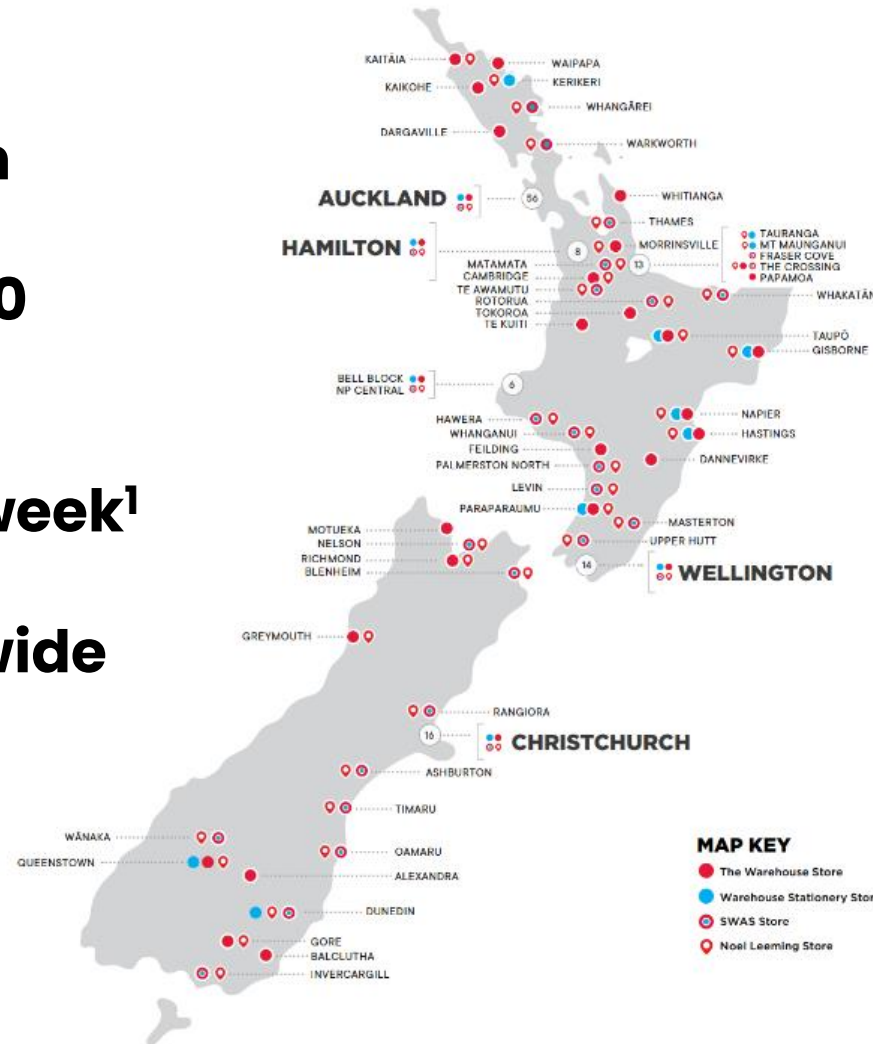 0
week¹
wide
KAITĀIA
WAIPAPA
KERIKERI
KAIKOHE
WHANGĀREI
DARGAVILLE
WARKWORTH
AUCKLAND
56
WHITIANGA
THAMES
HAMILTON
8
MORRINSVILLE
13
TAURANGA
MT MAUNGANUI
FRASER COVE
THE CROSSING
PAPAMOA
MATAMATA
CAMBRIDGE
TE AWAMUTU
ROTORUA
TOKOROA
TE KUITI
WHAKATĀN
TAUPŌ
GISBORNE
BELL BLOCK
NP CENTRAL
6
HAWERA
WHANGANUI
FEILDING
PALMERSTON NORTH
LEVIN
PARAPARAUMU
NAPIER
HASTINGS
DANNEVIRKE
MASTERTON
UPPER HUTT
14
WELLINGTON
MOTUEKA
NELSON
RICHMOND
BLENHEIM
GREYMOUTH
RANGIORA
16
CHRISTCHURCH
ASHBURTON
TIMARU
WĀNAKA
QUEENSTOWN
OAMARU
ALEXANDRA
DUNEDIN
GORE
BALCLUTHA
INVERCARGILL
MAP KEY
The Warehouse Store
Warehouse Stationery Stor
SWAS Store
Noel Leeming Store